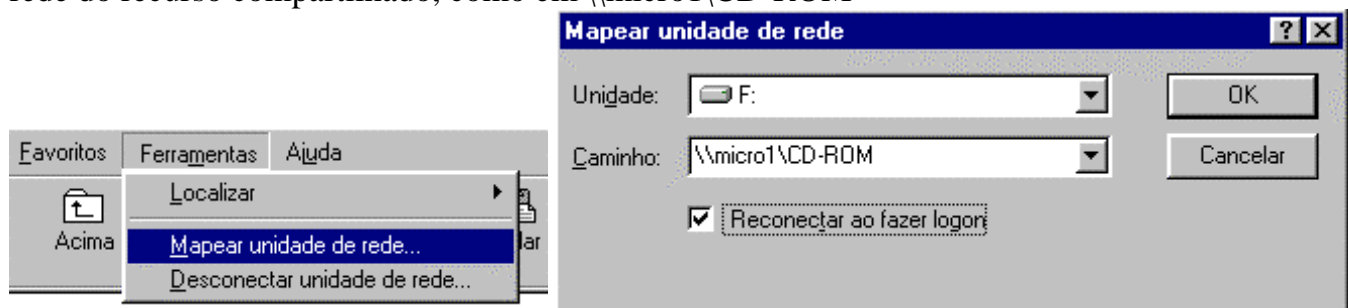 rede do recurso compartilhado, como em \\micro1\CD-ROM
Favoritos Ferramentas Ajuda
Acima
Localizar
Mapear unidade de rede...
Desconectar unidade de rede...
Mapear unidade de rede
Unidade: F:
OK
Caminho: \\micro1\CD-ROM
Cancelar
Reconectar ao fazer logon